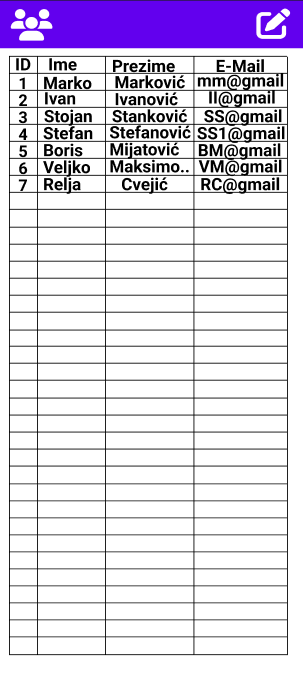 ID Ime Prezime E-Mail
1 Marko Marković mm@gmail
2 Ivan Ivanović II@gmail
3 Stojan Stanković SS@gmail
4 Stefan Stefanović SS1@gmail
5 Boris Mijatović BM@gmail
6 Veljko Maksimo.. VM@gmail
7 Relja Cvejić RC@gmail